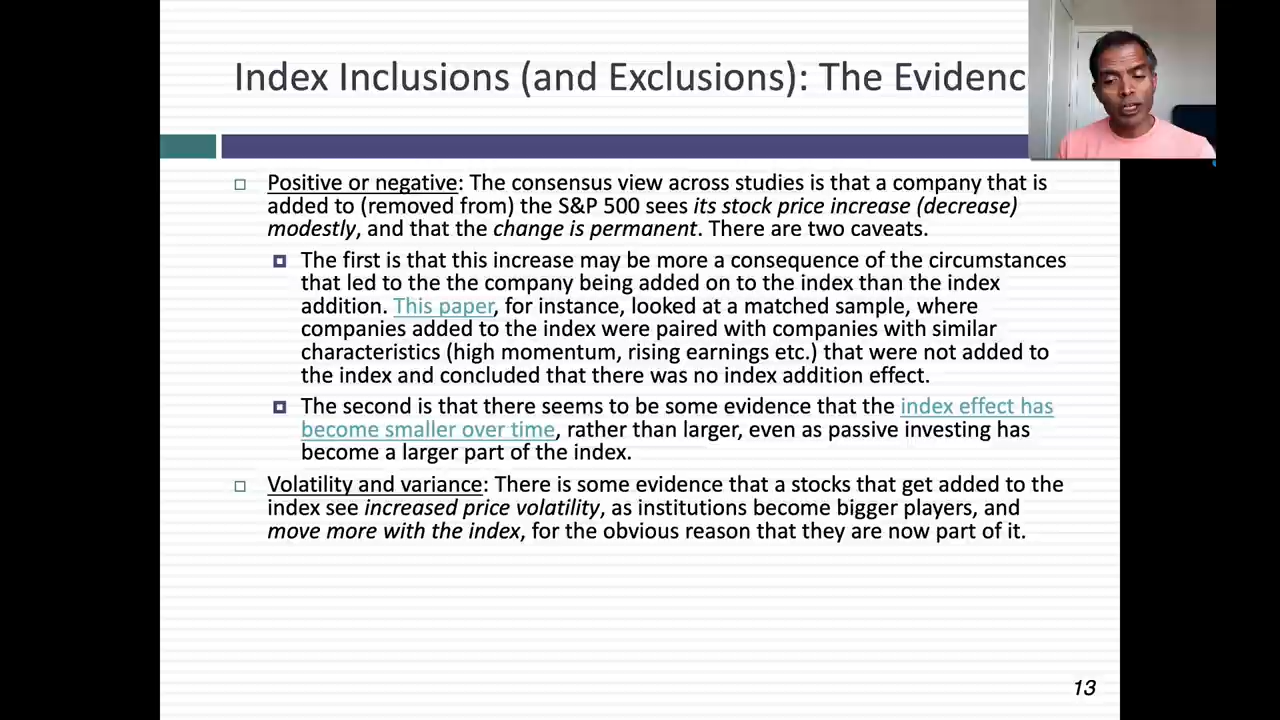 Index Inclusions (and Exclusions): The Evidenc
Positive or negative: The consensus view across studies is that a company that is
added to (removed from) the S&P 500 sees its stock price increase (decrease)
modestly, and that the change is permanent. There are two caveats.
The first is that this increase may be more a consequence of the circumstances
that led to the the company being added on to the index than the index
addition. This paper, for instance, looked at a matched sample, where
companies added to the index were paired with companies with similar
characteristics (high momentum, rising earnings etc.) that were not added to
the index and concluded that there was no index addition effect.
The second is that there seems to be some evidence that the index effect has
become smaller over time, rather than larger, even as passive investing has
become a larger part of the index.
Volatility and variance: There is some evidence that a stocks that get added to the
index see increased price volatility, as institutions become bigger players, and
move more with the index, for the obvious reason that they are now part of it.
13